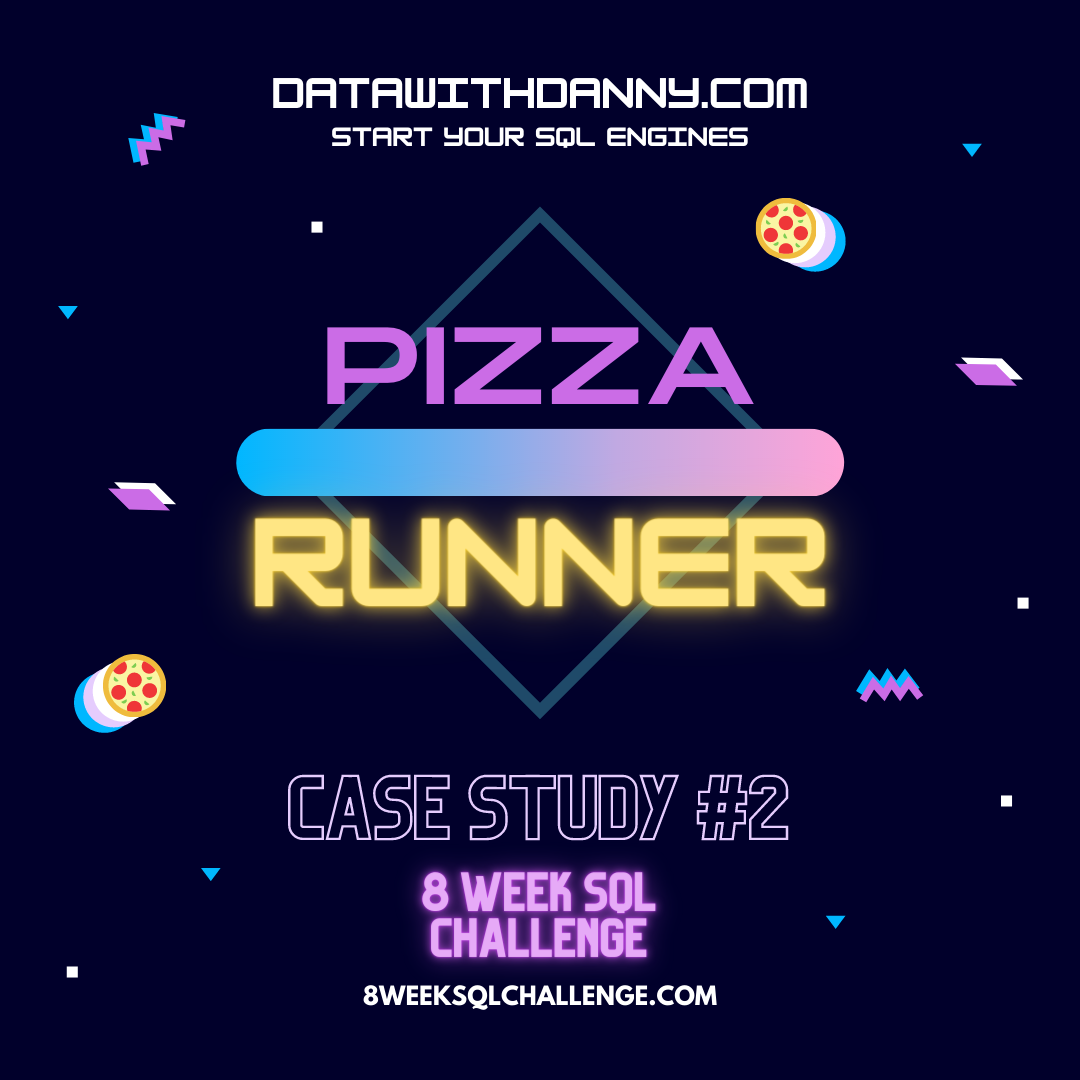 DATAWITHDANNY.COM
START YOUR SQL ENGINES
PIZZA
RUNNER
CASE STUDY #2
8 WEEK SQL
CHALLENGE
8WEEKSQLCHALLENGE.COM